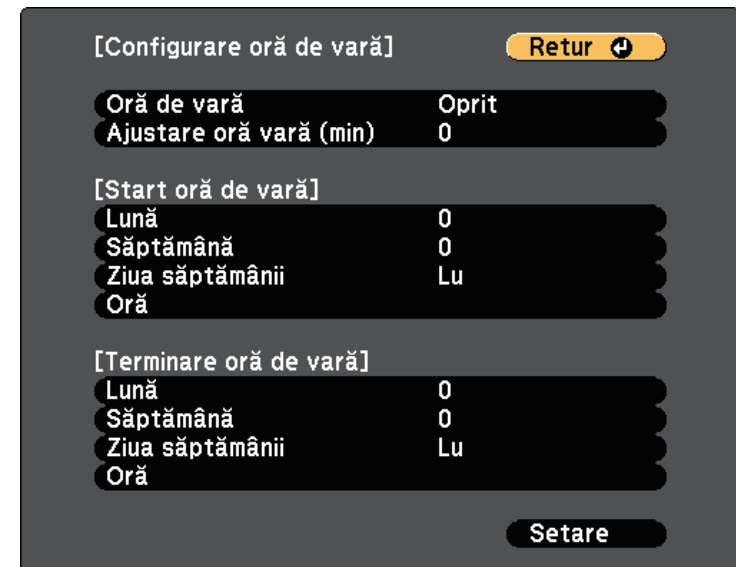 [Configurare oră de vară] Retur
Oră de vară Oprit
Ajustare oră vară (min) 0
[Start oră de vară]
Lună 0
Săptămână 0
Ziua săptămânii Lu
Oră
[Terminare oră de vară]
Lună 0
Săptămână 0
Ziua săptămânii Lu
Oră
Setare